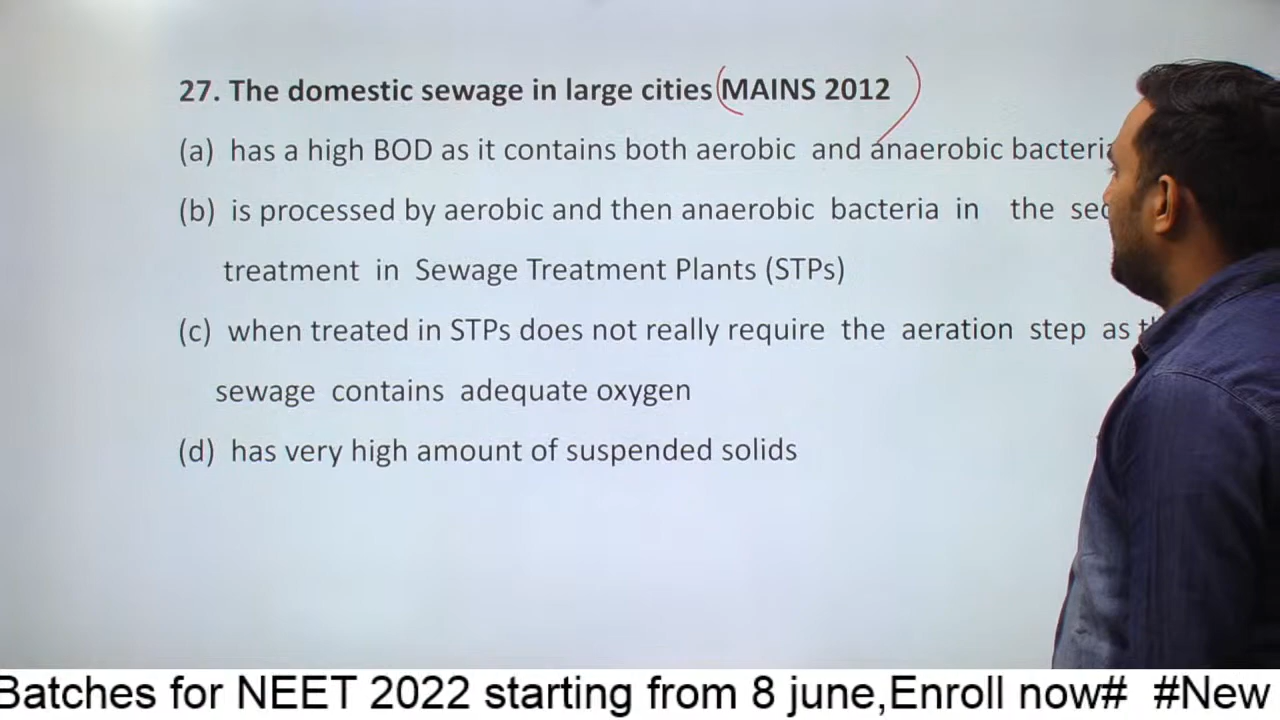 27. The domestic sewage in large cities (MAINS 2012)
(a) has a high BOD as it contains both aerobic and anaerobic
(b) is processed by aerobic and then anaerobic bacteria in the
treatment in Sewage Treatment Plants (STPs)
(c) when treated in STPs does not really require the aeration step as
sewage contains adequate oxygen
(d) has very high amount of suspended solids
Batches for NEET 2022 starting from 8 june,Enroll now# #New